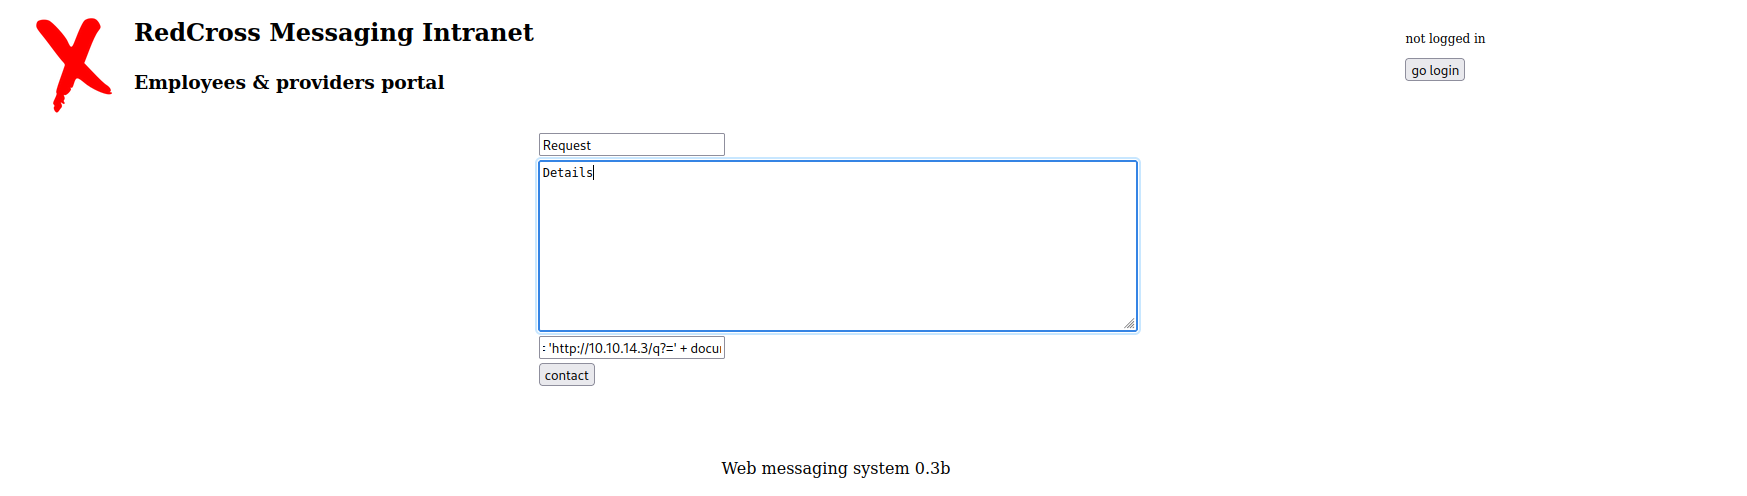 RedCross Messaging Intranet
Employees & providers portal
not logged in
go login
Request
Details
: 'http://10.10.14.3/q?=' + docu
contact
Web messaging system 0.3b